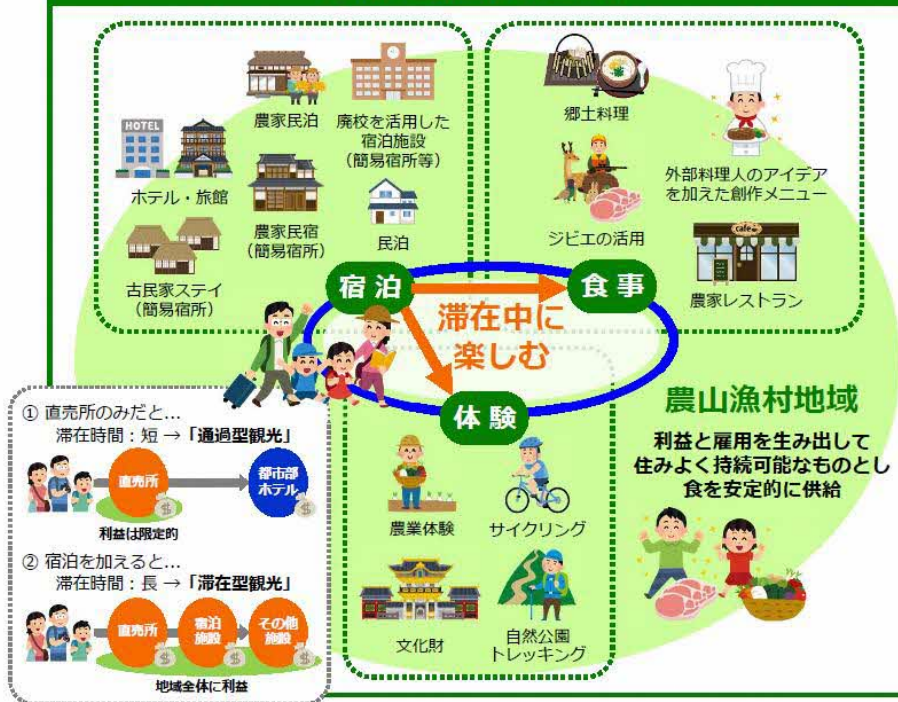 農家民泊
廃校を活用した
宿泊施設
(簡易宿所等)
HOTEL
ホテル・旅館
農家民宿
(簡易宿所)
民泊
古民家ステイ
(簡易宿所)
郷土料理
外部料理人のアイデア
を加えた創作メニュー
ジビエの活用
cafe
農家レストラン
宿泊
食事
滞在中に
楽しむ
体験
農業体験
サイクリング
文化財
自然公園
トレッキング
農山漁村地域
利益と雇用を生み出して
住みよく持続可能なものとし
食を安定的に供給
① 直売所のみだと…
滞在時間:短 → 「通過型観光」
直売所
都市部
ホテル
$
$
利益は限定的
② 宿泊を加えると…
滞在時間:長 → 「滞在型観光」
直売所
宿泊
施設
その他
施設
$
$
$
地域全体に利益